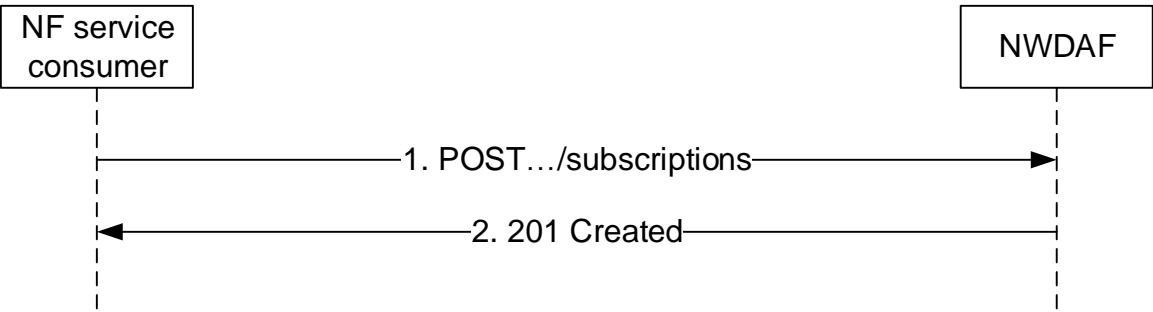 NF service
consumer
NWDAF
1. POST…/subscriptions
2. 201 Created